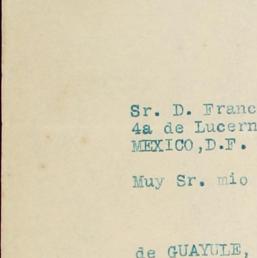 Sr. D. Franc
4a de Lucern
MEXICO,D.F.
Muy Sr. mio
de GUAYULE,